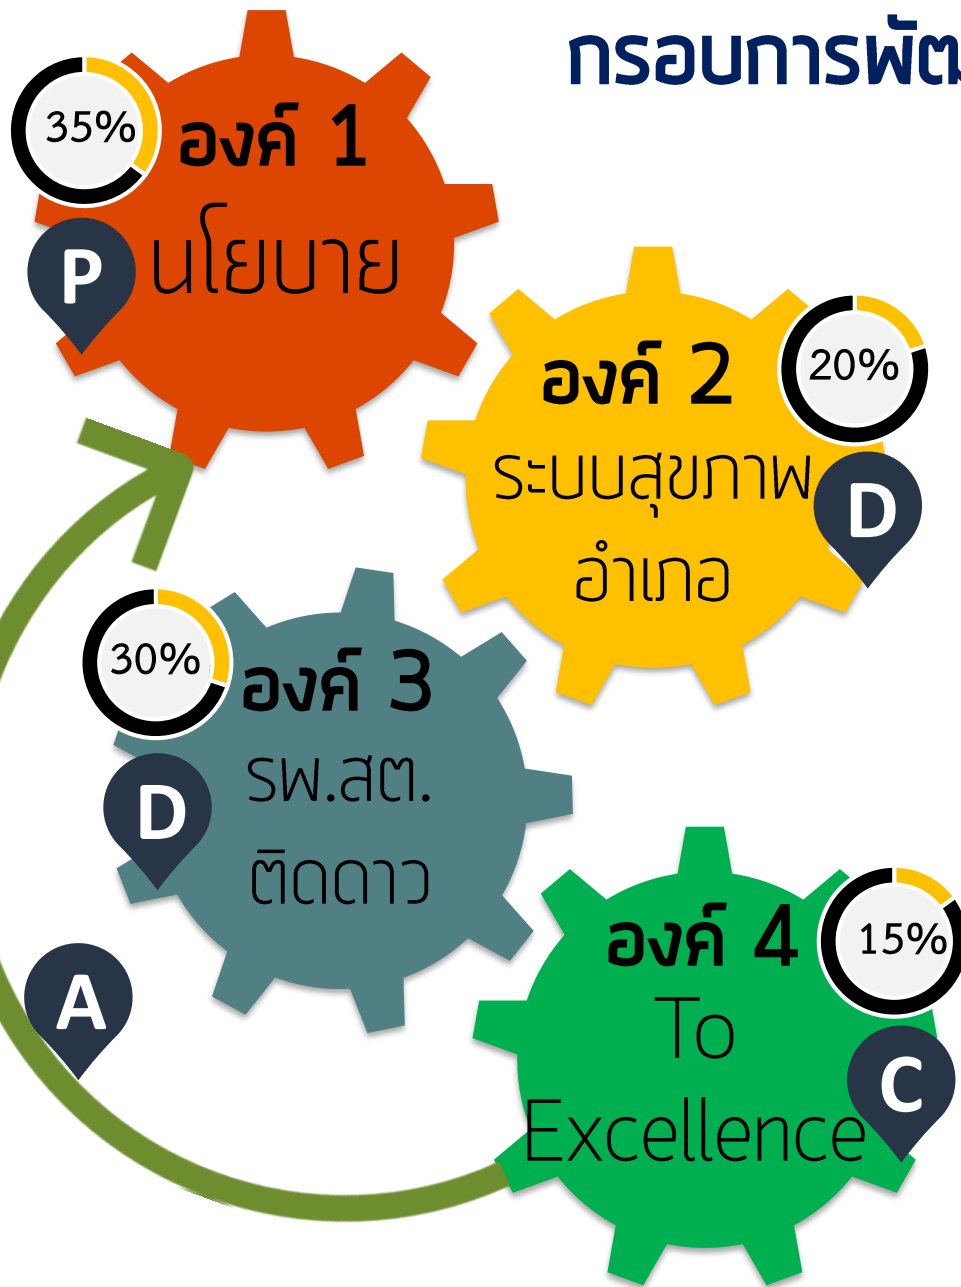 กรอบการพัฒ
35%
องค์ 1
นโยบาย
P
องค์ 2
20%
ระบบสุขภาพ
อำเภอ
D
30%
องค์ 3
รพ.สต.
ติดดาว
D
องค์ 4
15%
To
Excellence
C
A